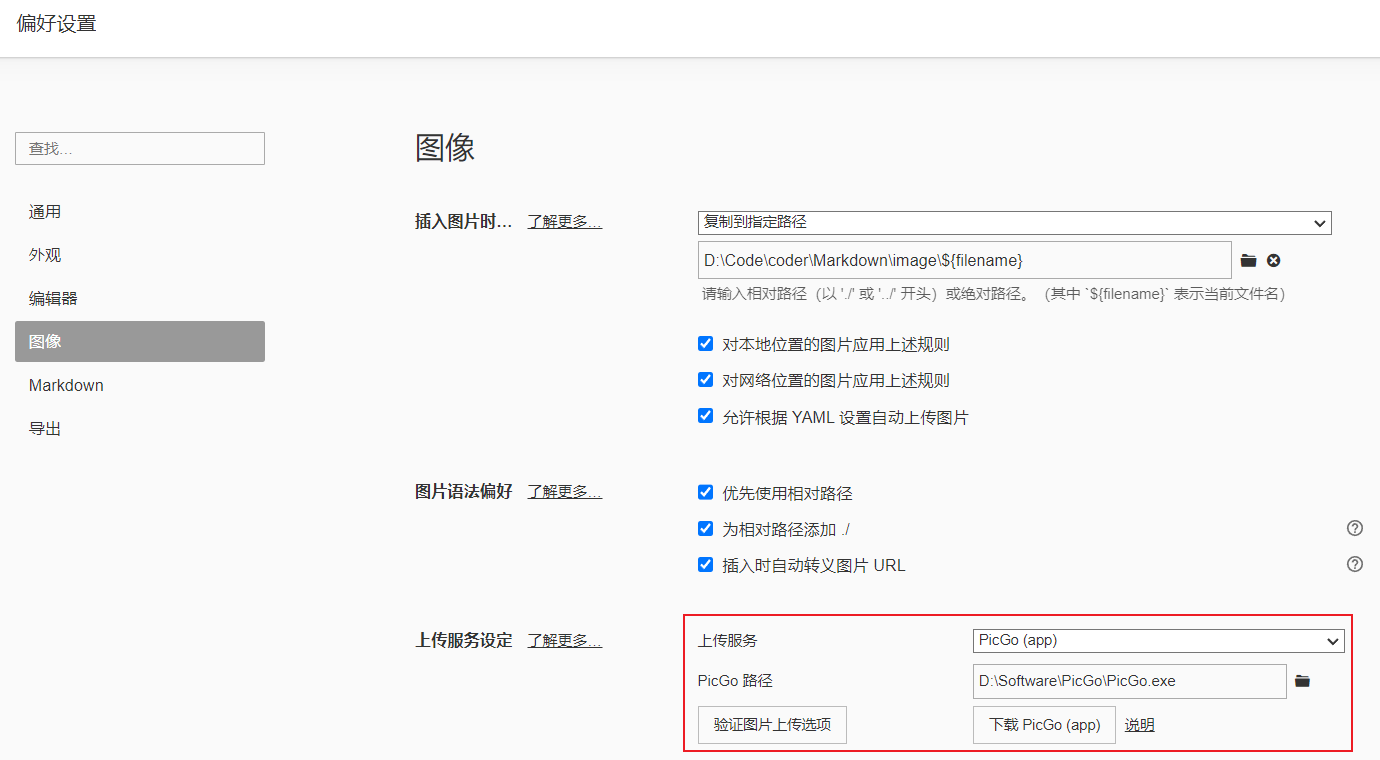 偏好设置
查找...
通用
外观
编辑器
图像
Markdown
导出
图像
插入图片时... 了解更多...
复制到指定路径
D:\Code\coder\Markdown\image\${filename}
请输入相对路径（以 './' 或 '../' 开头）或绝对路径。 （其中 `${filename}` 表示当前文件名）
对本地位置的图片应用上述规则
对网络位置的图片应用上述规则
允许根据 YAML 设置自动上传图片
图片语法偏好 了解更多...
优先使用相对路径
为相对路径添加 ./
插入时自动转义图片 URL
上传服务设定 了解更多...
上传服务 PicGo (app)
PicGo 路径 D:\Software\PicGo\PicGo.exe
验证图片上传选项 下载 PicGo (app) 说明